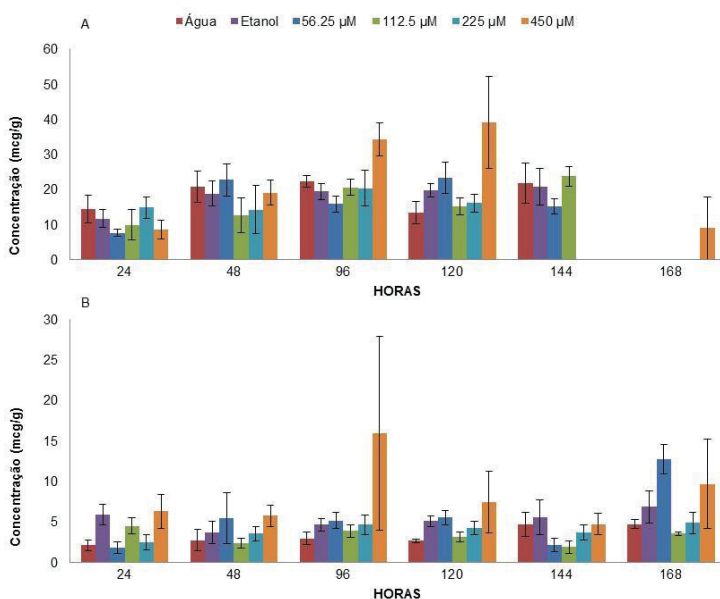 A
Água Etanol 56.25 µM 112.5 µM 225 µM 450 µM
Concentração (mcg/g)
60
50
40
30
20
10
0
24 48 96 120 144 168
HORAS
B
Concentração (mcg/g)
30
25
20
15
10
5
0
24 48 96 120 144 168
HORAS